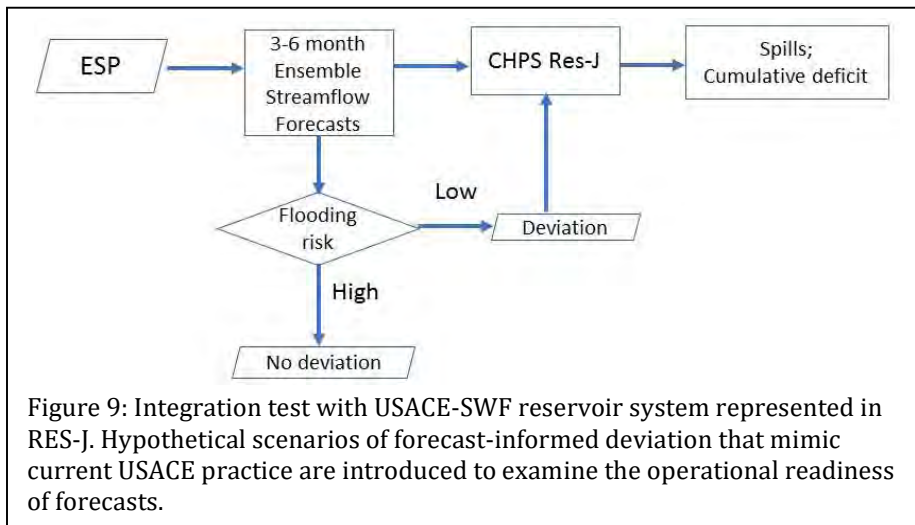 ESP
3-6 month
Ensemble
Streamflow
Forecasts
CHPS Res-J
Spills;
Cumulative deficit
Flooding
risk
Low
Deviation
High
No deviation
Figure 9: Integration test with USACE-SWF reservoir system represented in
RES-J. Hypothetical scenarios of forecast-informed deviation that mimic
current USACE practice are introduced to examine the operational readiness
of forecasts.